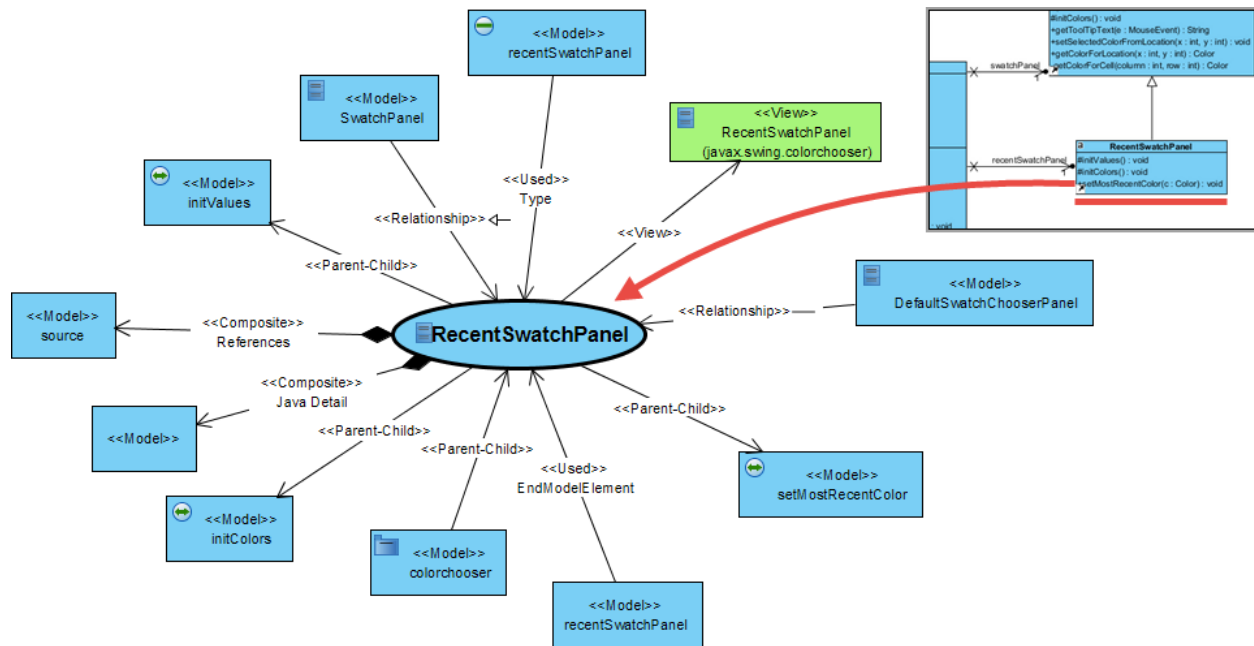 <<Model>>
recentSwatchPanel
<<Model>>
SwatchPanel
<<View>>
RecentSwatchPanel
(javax.swing.colorchooser)
<<Model>>
initValues
<<Used>>
Type
<<Relationship>>
<<View>>
<<Parent-Child>>
<<Model>>
DefaultSwatchChooserPanel
<<Relationship>>
<<Model>>
source
<<Composite>>
References
RecentSwatchPanel
<<Composite>>
Java Detail
<<Model>>
<<Parent-Child>>
<<Parent-Child>>
<<Parent-Child>>
<<Used>>
EndModelElement
<<Model>>
setMostRecentColor
<<Model>>
initColors
<<Model>>
colorchooser
<<Model>>
recentSwatchPanel
#initColors() : void
+getToolTipText(e : MouseEvent) : String
+setSelectedColorFromLocation(x : int, y : int) : void
+getColorForLocation(x : int, y : int) : Color
getColorForCell(column : int, row : int) : Color
swatchPanel
RecentSwatchPanel
recentSwatchPanel
#initValues() : void
#initColors() : void
+setMostRecentColor(c : Color) : void
void